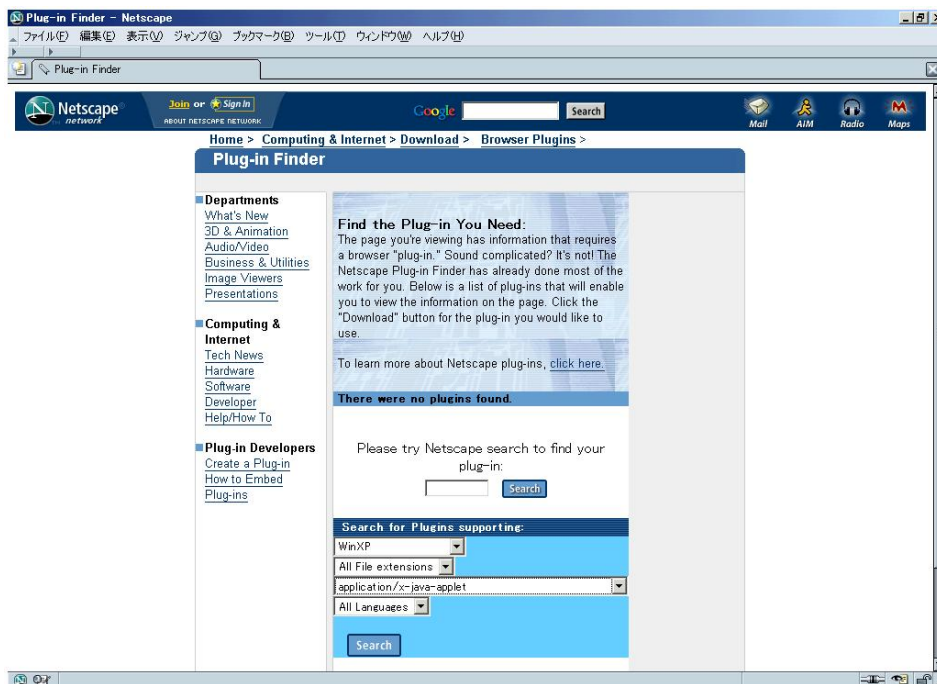 Plug-in Finder - Netscape
ファイル(F) 編集(E) 表示(V) ジャンプ(G) ブックマーク(B) ツール(T) ウィンドウ(W) ヘルプ(H)
Plug-in Finder
Netscape network
Join or Sign In
ABOUT NETSCAPE NETWORK
Google Search
Mail AIM Radio Maps
Home > Computing & Internet > Download > Browser Plugins >
Plug-in Finder
Departments
What's New
3D & Animation
Audio/Video
Business & Utilities
Image Viewers
Presentations
Computing &
Internet
Tech News
Hardware
Software
Developer
Help/How To
Plug-in Developers
Create a Plug-in
How to Embed
Plug-ins
Find the Plug-in You Need:
The page you're viewing has information that requires
a browser "plug-in." Sound complicated? It's not! The
Netscape Plug-in Finder has already done most of the
work for you. Below is a list of plug-ins that will enable
you to view the information on the page. Click the
"Download" button for the plug-in you would like to
use.
To learn more about Netscape plug-ins, click here.
There were no plugins found.
Please try Netscape search to find your
plug-in:
Search
Search for Plugins supporting:
WinXP
All File extensions
application/x-java-applet
All Languages
Search